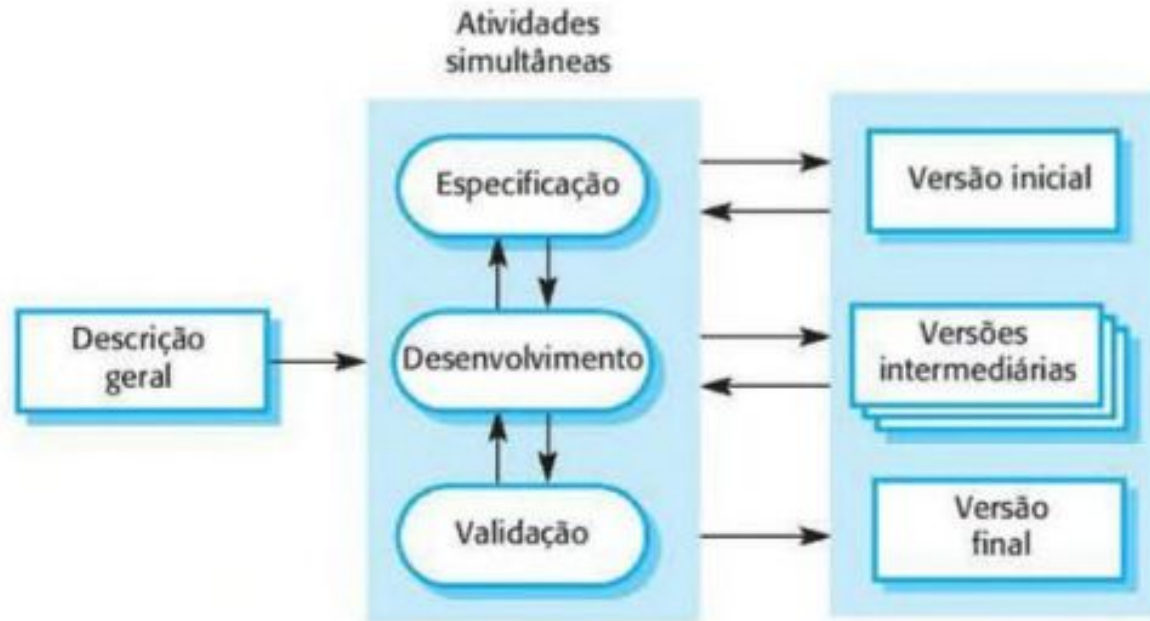 Atividades
simultâneas
Especificação
Versão inicial
Descrição
geral
Desenvolvimento
Versões
intermediárias
Validação
Versão
final